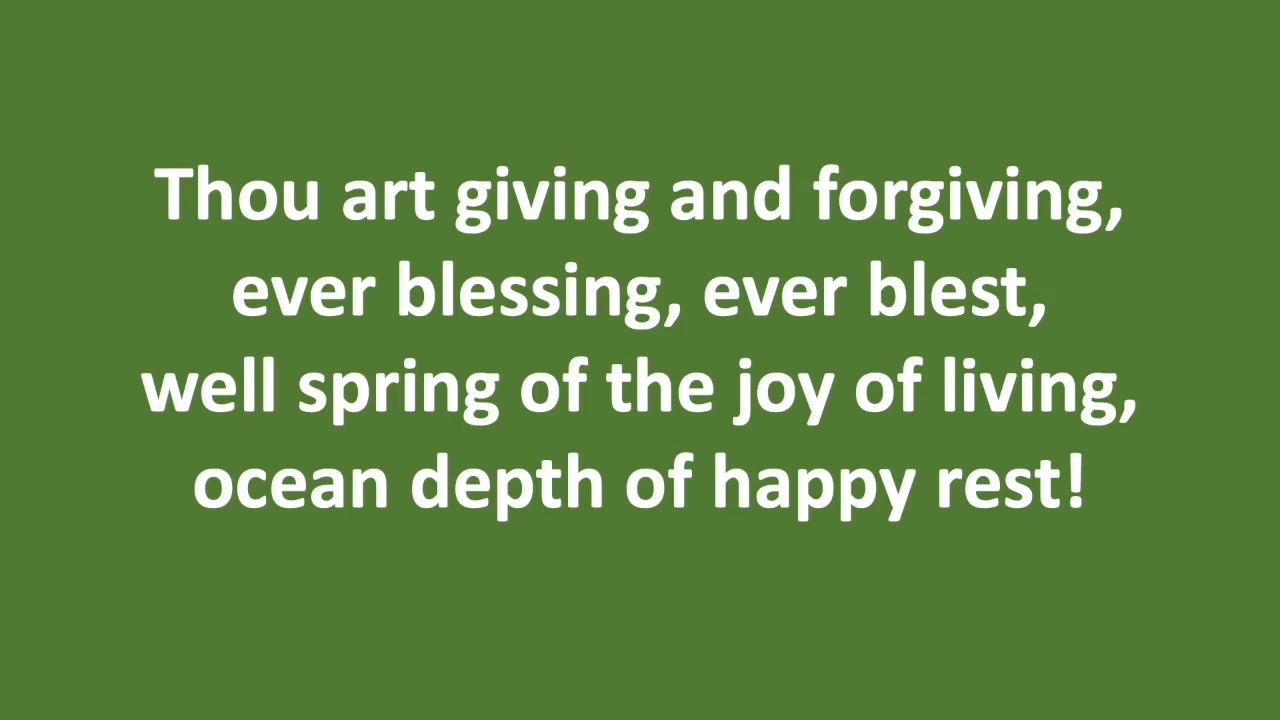 Thou art giving and forgiving,
ever blessing, ever blest,
well spring of the joy of living,
ocean depth of happy rest!